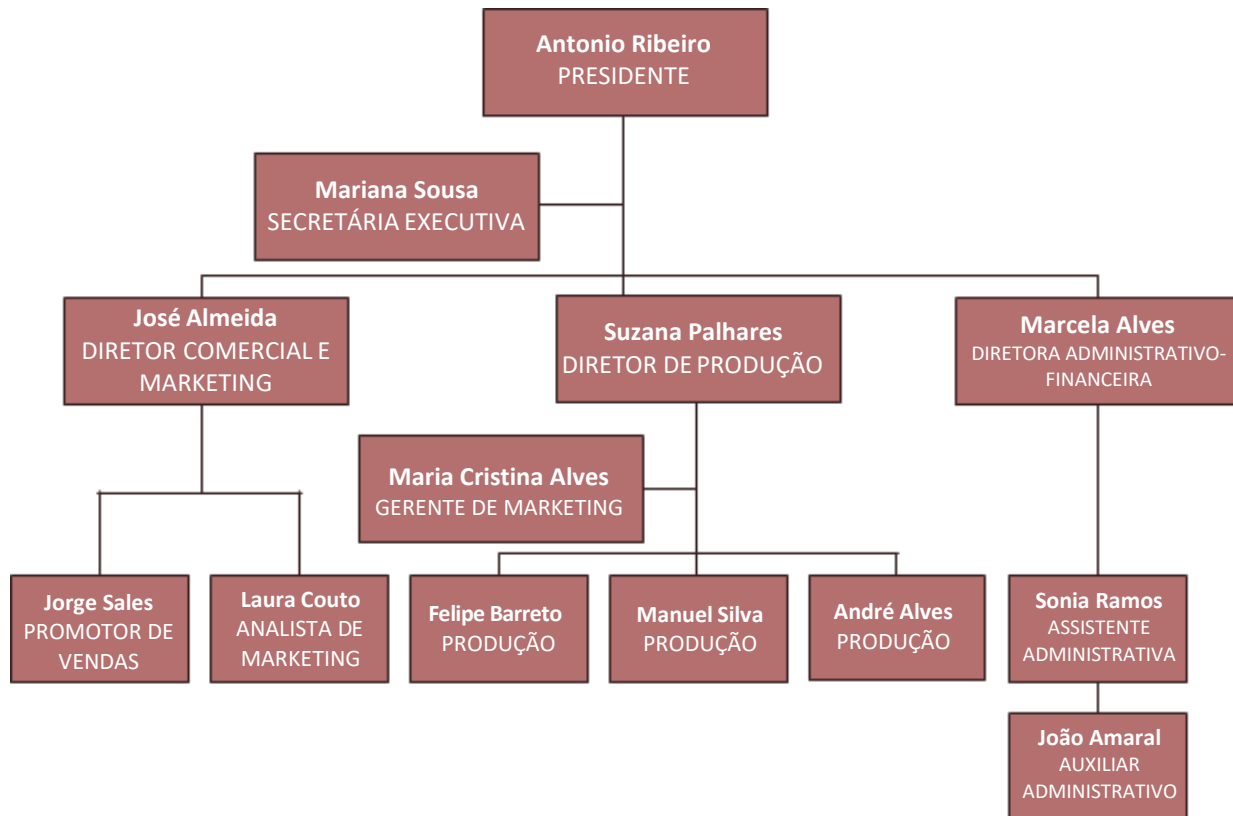 Antonio Ribeiro
PRESIDENTE
Mariana Sousa
SECRETÁRIA EXECUTIVA
José Almeida
DIRETOR COMERCIAL E
MARKETING
Suzana Palhares
DIRETOR DE PRODUÇÃO
Marcela Alves
DIRETORA ADMINISTRATIVO-
FINANCEIRA
Maria Cristina Alves
GERENTE DE MARKETING
Jorge Sales
PROMOTOR DE
VENDAS
Laura Couto
ANALISTA DE
MARKETING
Felipe Barreto
PRODUÇÃO
Manuel Silva
PRODUÇÃO
André Alves
PRODUÇÃO
Sonia Ramos
ASSISTENTE
ADMINISTRATIVA
João Amaral
AUXILIAR
ADMINISTRATIVO